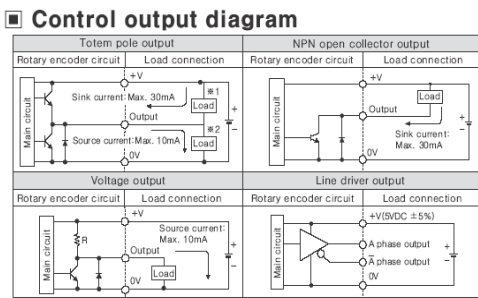 ■ Control output diagram
Totem pole output
Rotary encoder circuit
Load connection
Main circuit
+V
Sink current: Max. 30mA
※1
Load
Output
※2
Source current: Max. 10mA
Load
0V
+
−
NPN open collector output
Rotary encoder circuit
Load connection
Main circuit
+V
Load
Output
Sink current:
Max. 30mA
0V
+
−
Voltage output
Rotary encoder circuit
Load connection
Main circuit
R
+V
Source current:
Max. 10mA
Output
Load
0V
+
−
Line driver output
Rotary encoder circuit
Load connection
Main circuit
+V(5VDC ±5%)
A phase output
A̅ phase output
0V
+
−